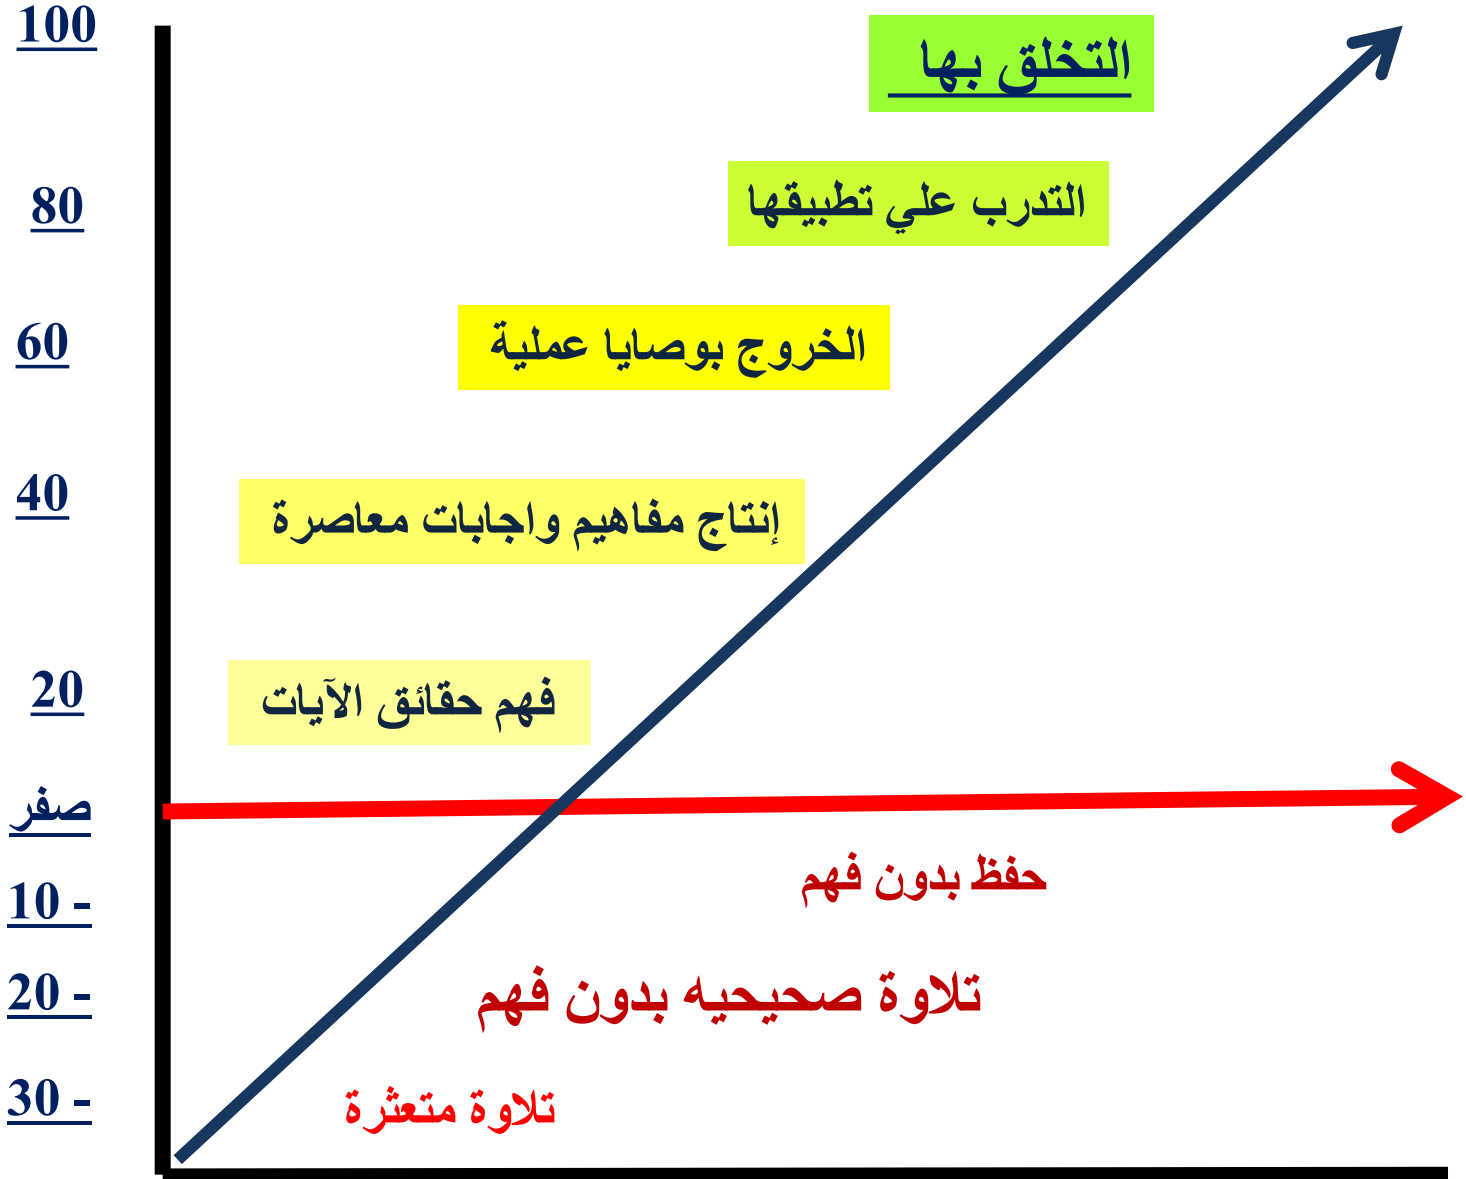 100
التخلق بها
80
التدرب علي تطبيقها
60
الخروج بوصايا عملية
40
إنتاج مفاهيم واجابات معاصرة
20
فهم حقائق الآيات
صفر
حفظ بدون فهم
10 -
تلاوة صحيحيه بدون فهم
20 -
تلاوة متعثرة
30 -